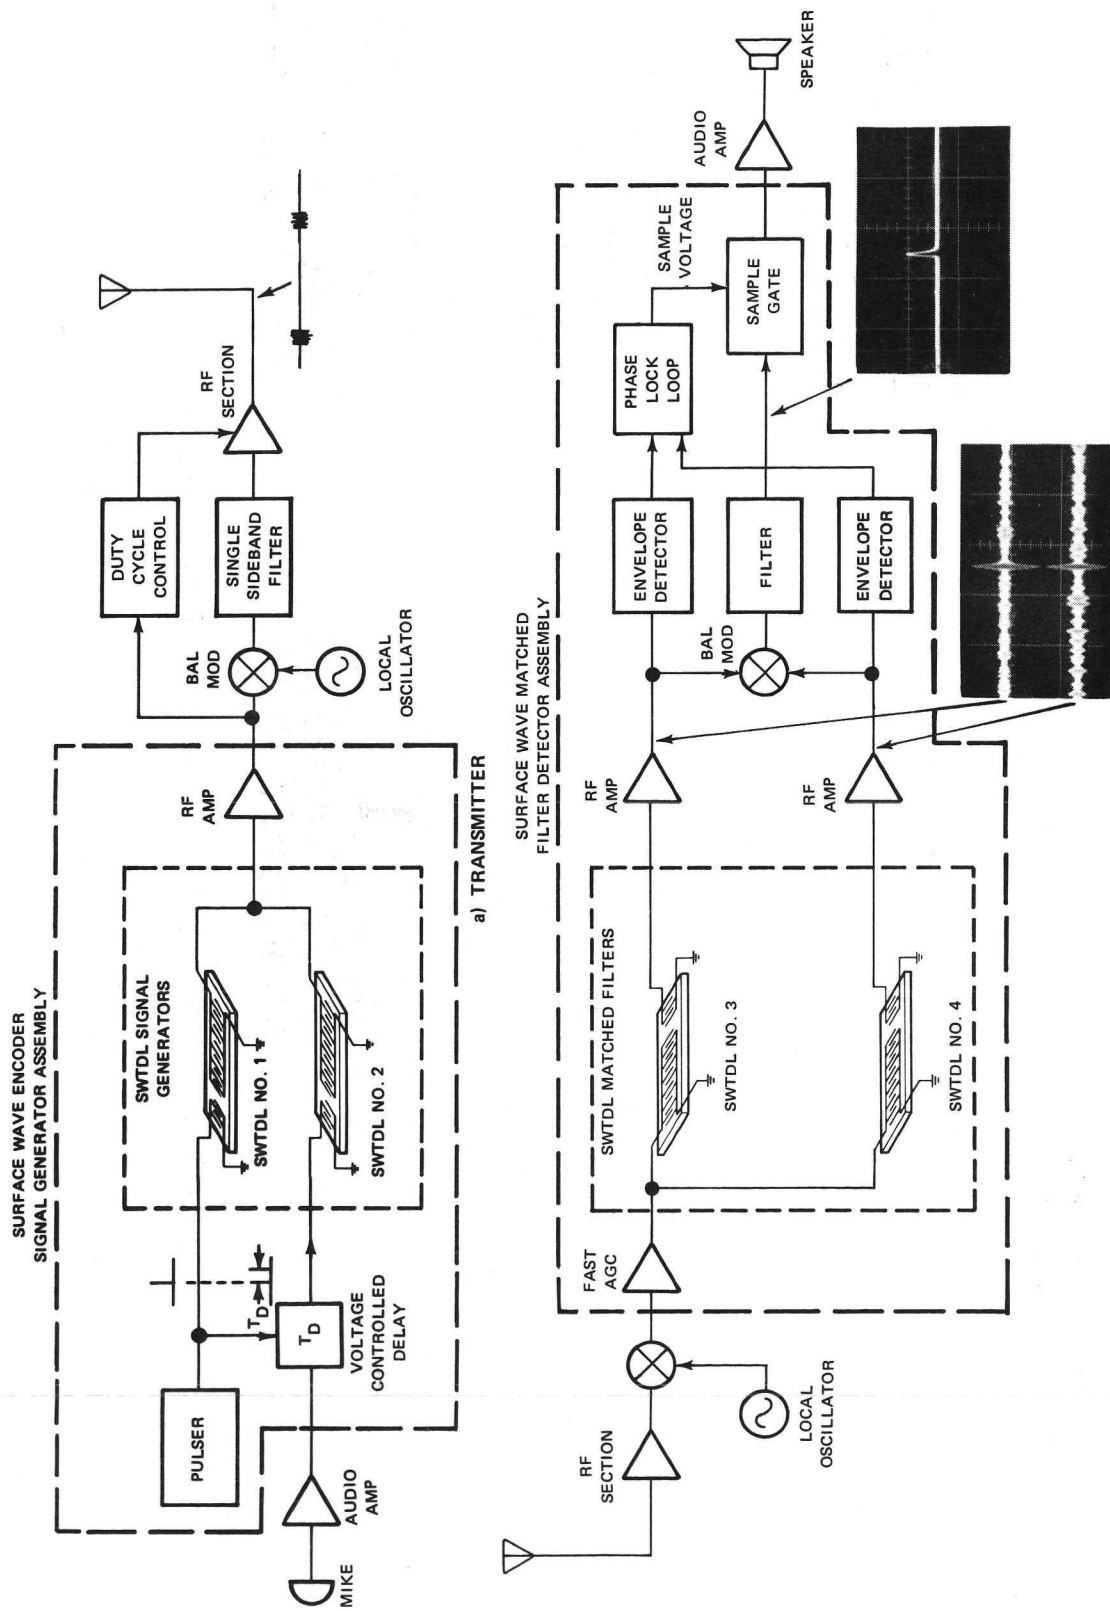 SURFACE WAVE ENCODER
SIGNAL GENERATOR ASSEMBLY
PULSER
MIKE
AUDIO
AMP
T_D
T_D
VOLTAGE
CONTROLLED
DELAY
SWTDL SIGNAL
GENERATORS
SWTDL NO. 1
SWTDL NO. 2
RF
AMP
DUTY
CYCLE
CONTROL
BAL
MOD
SINGLE
SIDEBAND
FILTER
LOCAL
OSCILLATOR
RF
SECTION
a) TRANSMITTER
SURFACE WAVE MATCHED
FILTER DETECTOR ASSEMBLY
RF
SECTION
LOCAL
OSCILLATOR
FAST
AGC
SWTDL MATCHED FILTERS
SWTDL NO. 3
SWTDL NO. 4
RF
AMP
RF
AMP
BAL
MOD
ENVELOPE
DETECTOR
FILTER
ENVELOPE
DETECTOR
PHASE
LOCK
LOOP
SAMPLE
VOLTAGE
SAMPLE
GATE
AUDIO
AMP
SPEAKER